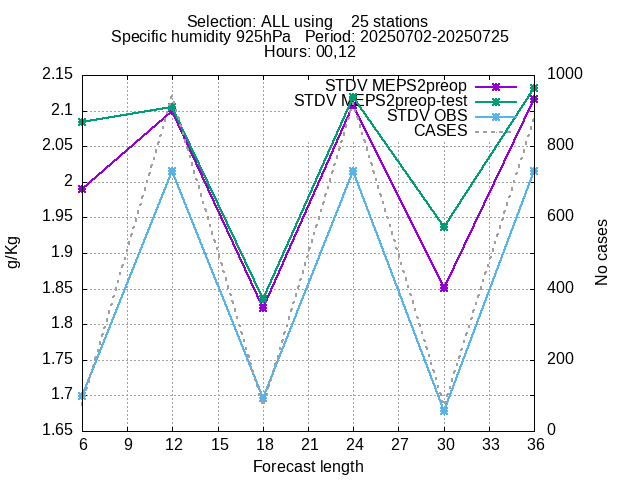 Selection: ALL using    25 stations
Specific humidity 925hPa   Period: 20250702-20250725
Hours: 00,12
2.15
2.1
2.05
2
1.95
1.9
1.85
1.8
1.75
1.7
1.65
1000
800
600
400
200
0
STDV MEPS2preop
STDV MEPS2preop-test
STDV OBS
CASES
g/Kg
No cases
6 9 12 15 18 21 24 27 30 33 36
Forecast length